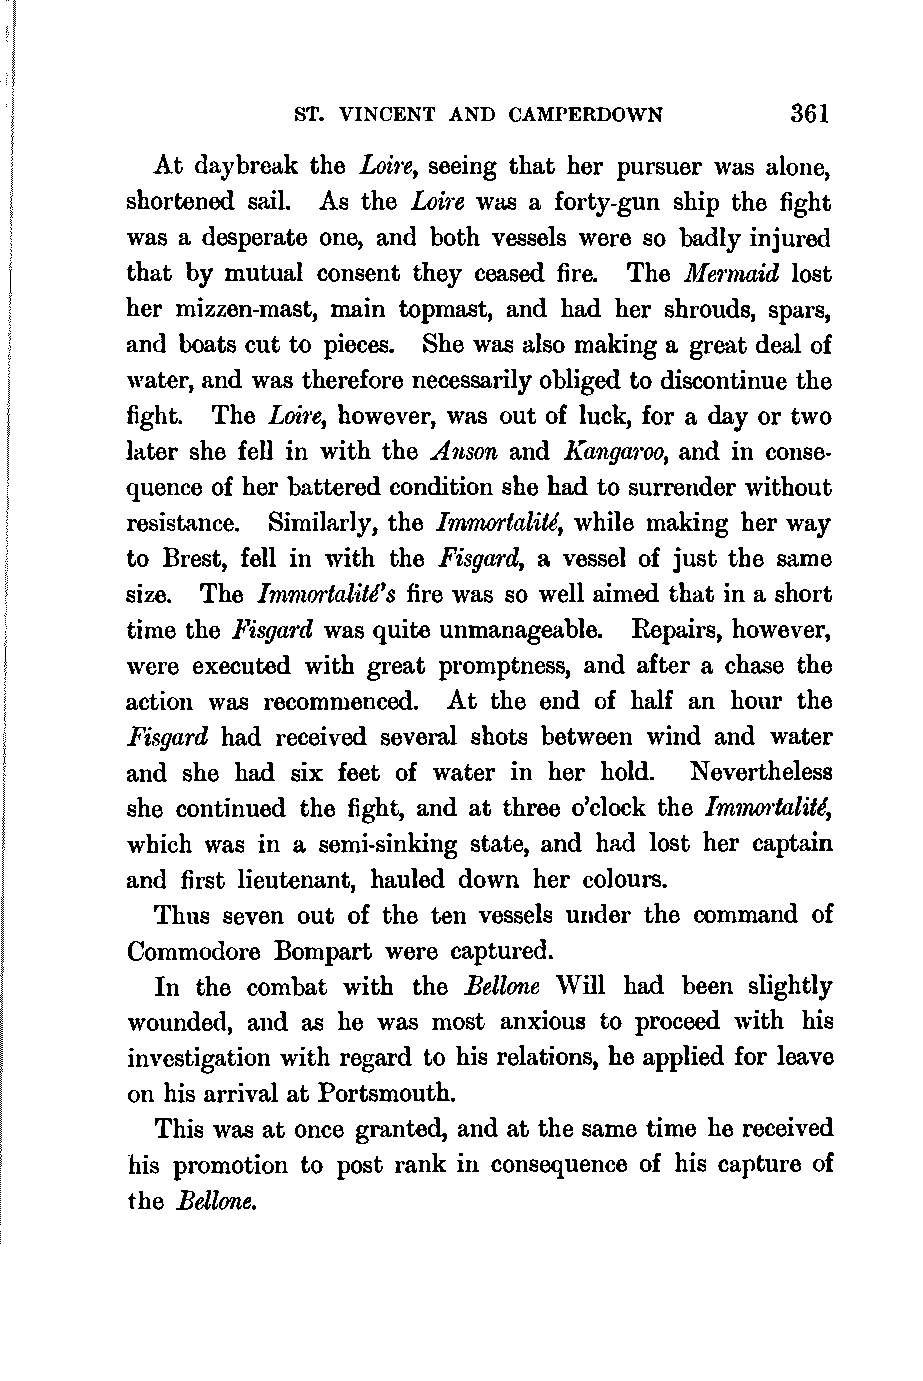 ST. VINCENT AND CAMPERDOWN 361
At daybreak the Loire, seeing that her pursuer was alone,
shortened sail. As the Loire was a forty-gun ship the fight
was a desperate one, and both vessels were so badly injured
that by mutual consent they ceased fire. The Mermaid lost
her mizzen-mast, main topmast, and had her shrouds, spars,
and boats cut to pieces. She was also making a great deal of
water, and was therefore necessarily obliged to discontinue the
fight. The Loire, however, was out of luck, for a day or two
later she fell in with the Anson and Kangaroo, and in conse-
quence of her battered condition she had to surrender without
resistance. Similarly, the Immortalité, while making her way
to Brest, fell in with the Fisgard, a vessel of just the same
size. The Immortalité's fire was so well aimed that in a short
time the Fisgard was quite unmanageable. Repairs, however,
were executed with great promptness, and after a chase the
action was recommenced. At the end of half an hour the
Fisgard had received several shots between wind and water
and she had six feet of water in her hold. Nevertheless
she continued the fight, and at three o'clock the Immortalité,
which was in a semi-sinking state, and had lost her captain
and first lieutenant, hauled down her colours.
Thus seven out of the ten vessels under the command of
Commodore Bompart were captured.
In the combat with the Bellone Will had been slightly
wounded, and as he was most anxious to proceed with his
investigation with regard to his relations, he applied for leave
on his arrival at Portsmouth.
This was at once granted, and at the same time he received
his promotion to post rank in consequence of his capture of
the Bellone.